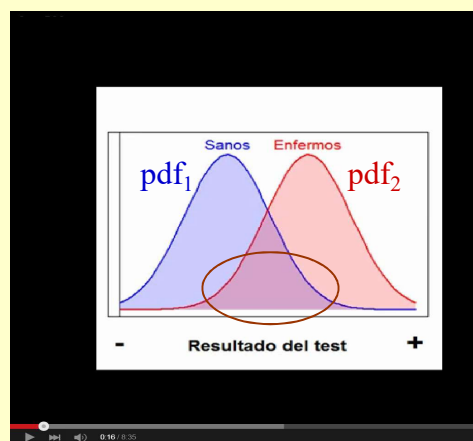 Sanos Enfermos
pdf1 pdf2
- Resultado del test +
0:16 / 8:35